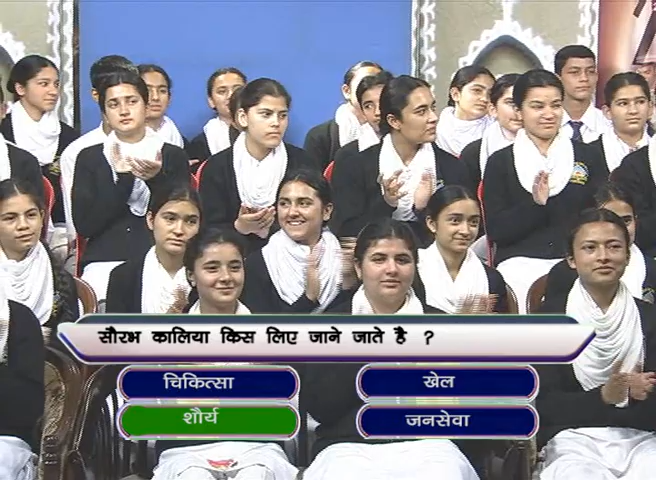 सौरभ कालिया किस लिए जाने जाते है ?
चिकित्सा
खेल
शौर्य
जनसेवा